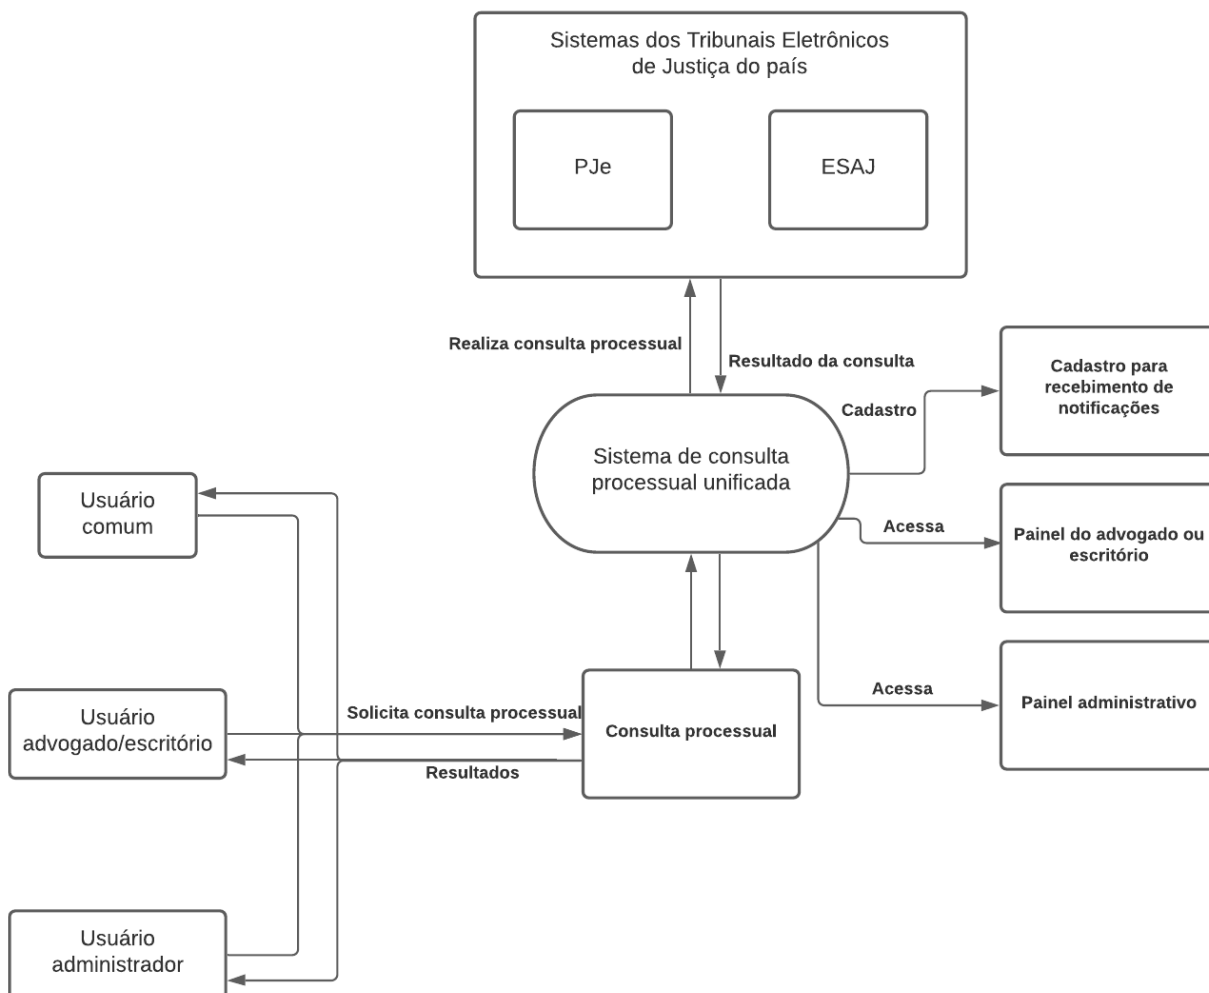 Sistemas dos Tribunais Eletrônicos
de Justiça do país
PJe
ESAJ
Realiza consulta processual
Resultado da consulta
Cadastro
Cadastro para
recebimento de
notificações
Sistema de consulta
processual unificada
Usuário
comum
Acessa
Painel do advogado ou
escritório
Usuário
advogado/escritório
Solicita consulta processual
Resultados
Consulta processual
Acessa
Painel administrativo
Usuário
administrador